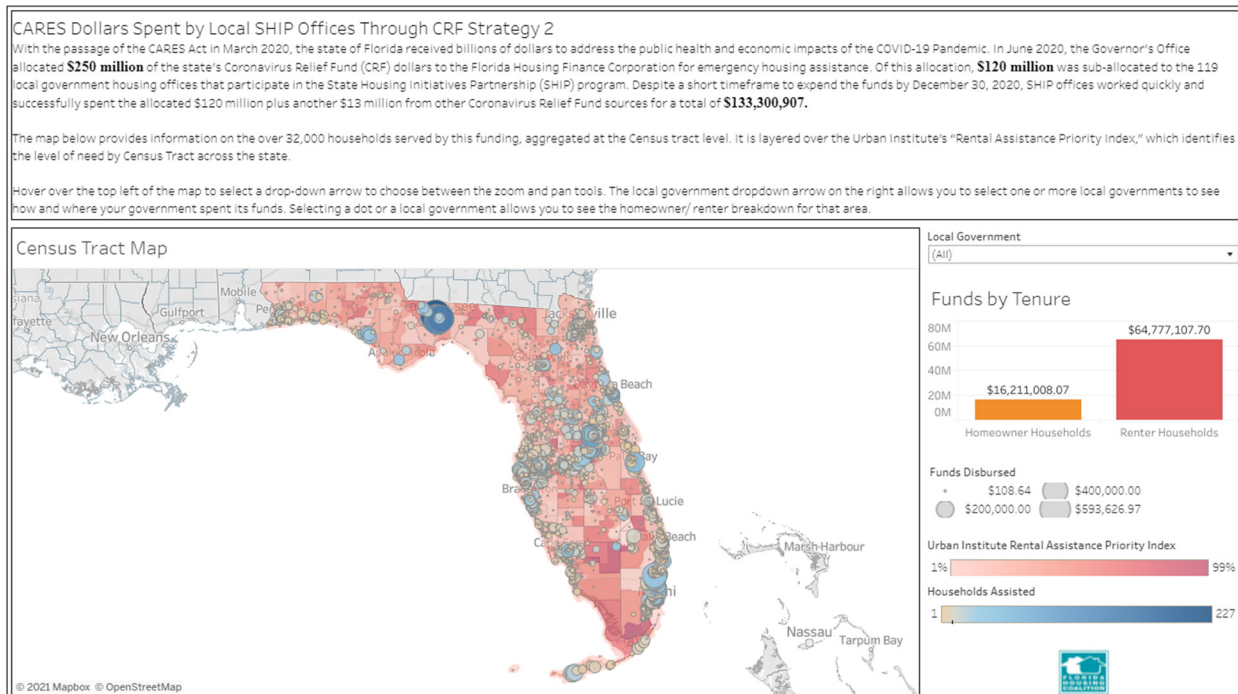 CARES Dollars Spent by Local SHIP Offices Through CRF Strategy 2
With the passage of the CARES Act in March 2020, the state of Florida received billions of dollars to address the public health and economic impacts of the COVID-19 Pandemic. In June 2020, the Governor's Office
allocated $250 million of the state's Coronavirus Relief Fund (CRF) dollars to the Florida Housing Finance Corporation for emergency housing assistance. Of this allocation, $120 million was sub-allocated to the 119
local government housing offices that participate in the State Housing Initiatives Partnership (SHIP) program. Despite a short timeframe to expend the funds by December 30, 2020, SHIP offices worked quickly and
successfully spent the allocated $120 million plus another $13 million from other Coronavirus Relief Fund sources for a total of $133,300,907.
The map below provides information on the over 32,000 households served by this funding, aggregated at the Census tract level. It is layered over the Urban Institute's "Rental Assistance Priority Index," which identifies
the level of need by Census Tract across the state.
Hover over the top left of the map to select a drop-down arrow to choose between the zoom and pan tools. The local government dropdown arrow on the right allows you to select one or more local governments to see
how and where your government spent its funds. Selecting a dot or a local government allows you to see the homeowner/ renter breakdown for that area.
Census Tract Map
Mobile
Gulfport
New Orleans
Beach
Bay
Lucie
Beach
Marsh Harbour
Nassau
Tarpum Bay
© 2021 Mapbox © OpenStreetMap
Local Government
(All)
Funds by Tenure
80M
60M
40M
20M
0M
$16,211,008.07
$64,777,107.70
Homeowner Households
Renter Households
Funds Disbursed
$108.64
$400,000.00
$200,000.00
$593,626.97
Urban Institute Rental Assistance Priority Index
1%
99%
Households Assisted
1
227
FLORIDA
HOUSING
COALITION